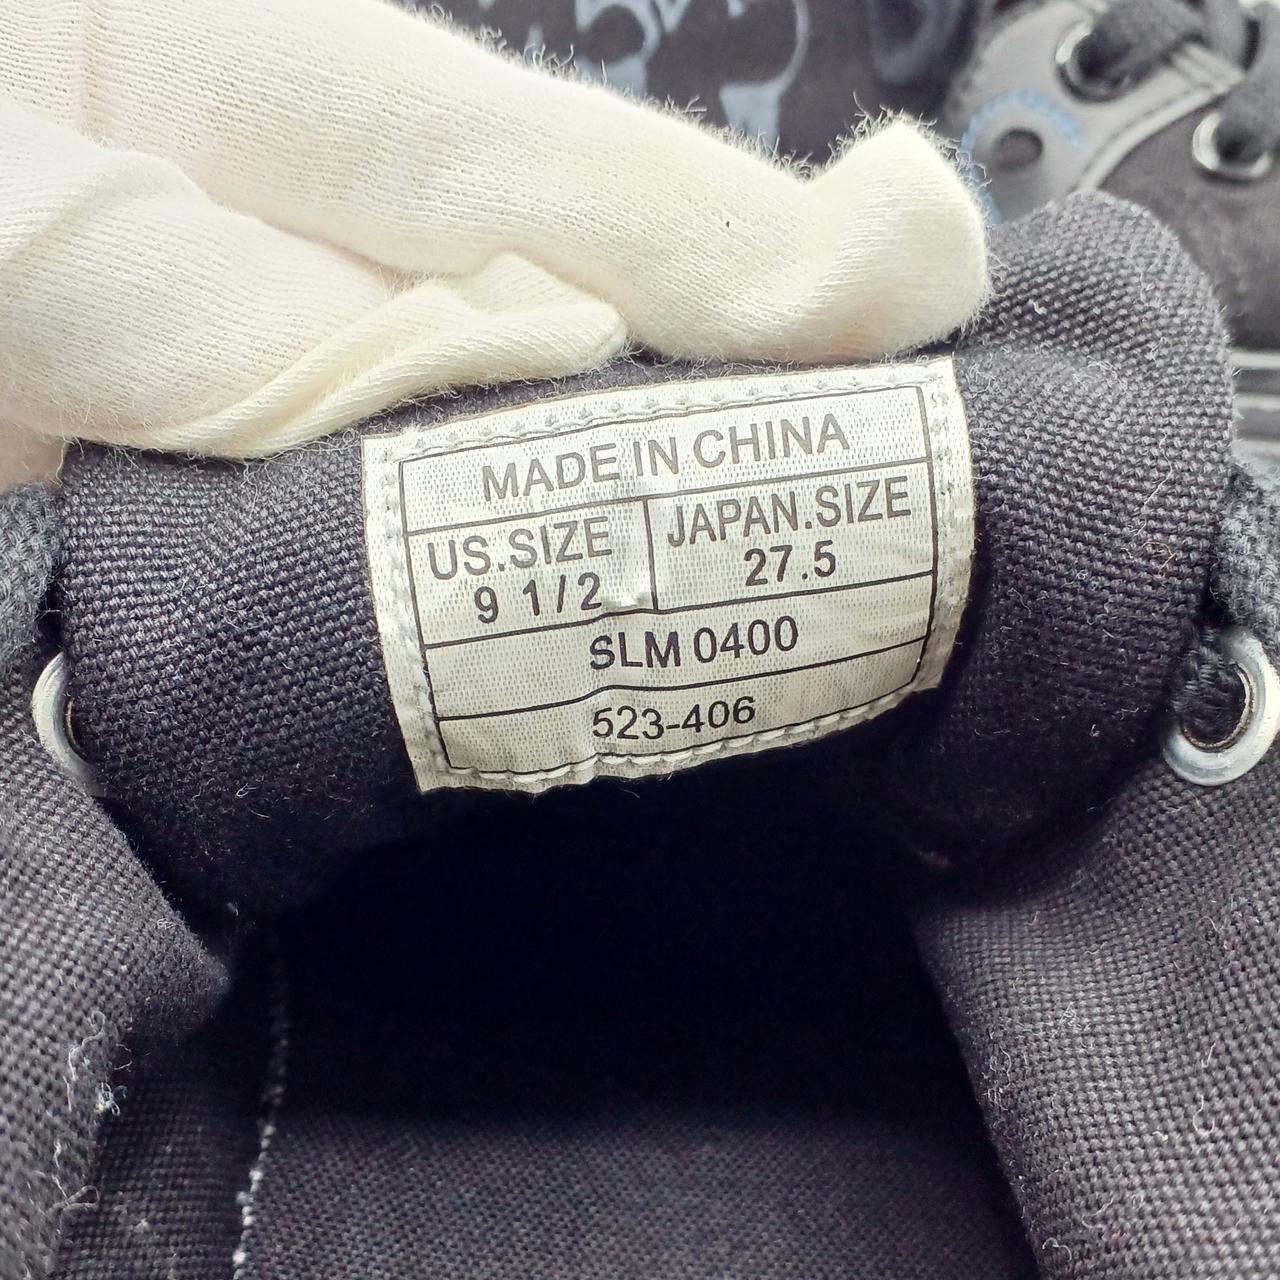 MADE IN CHINA
US.SIZE
9 1/2
JAPAN.SIZE
27.5
SLM 0400
523-406